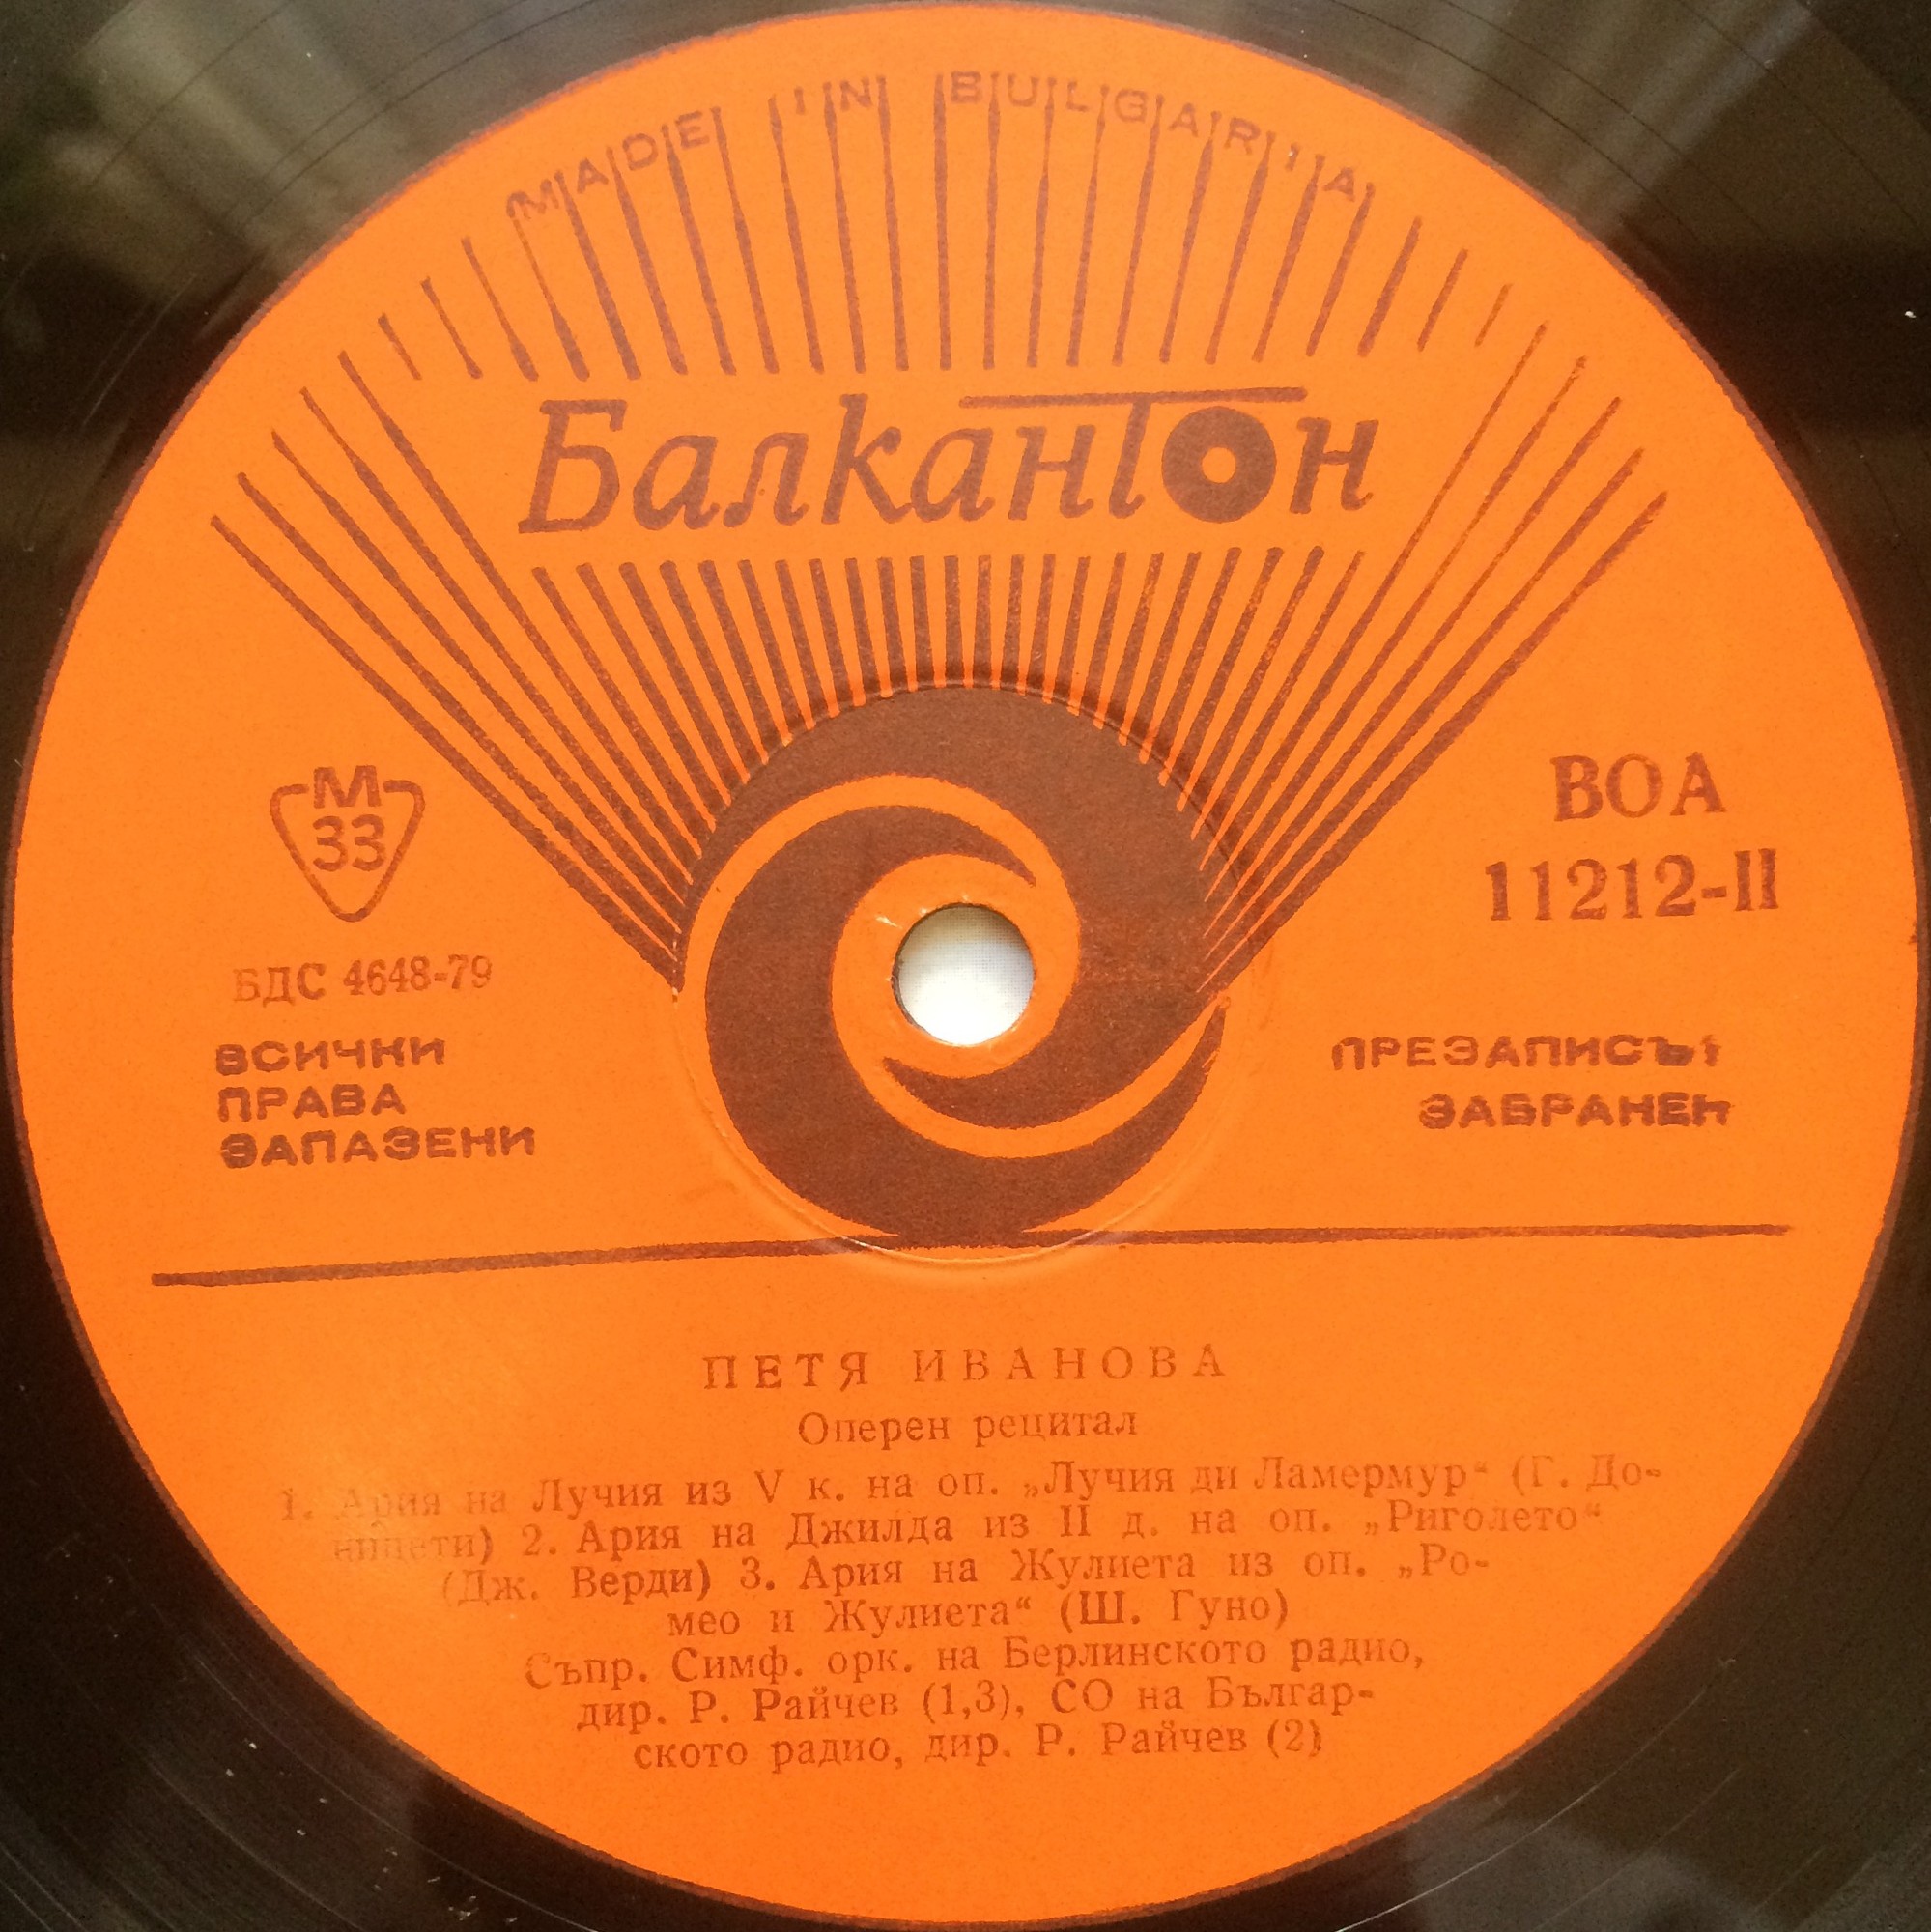 MADE IN BULGARIA
Балкантон
М
33
ВОА
11212-II
БДС 4648-79
ВСИЧКИ
ПРАВА
ЗАПАЗЕНИ
ПРЕЗАПИСЪТ
ЗАБРАНЕН
ПЕТЯ ИВАНОВА
Оперен рецитал
1. Ария на Лучия из V к. на оп. „Лучия ди Ламермур“ (Г. До-
ницети) 2. Ария на Джилда из II д. на оп. „Риголето“
(Дж. Верди) 3. Ария на Жулиета из оп. „Ро-
мео и Жулиета“ (Ш. Гуно)
Съпр. Симф. орк. на Берлинското радио,
дир. Р. Райчев (1,3), СО на Българ-
ското радио, дир. Р. Райчев (2)